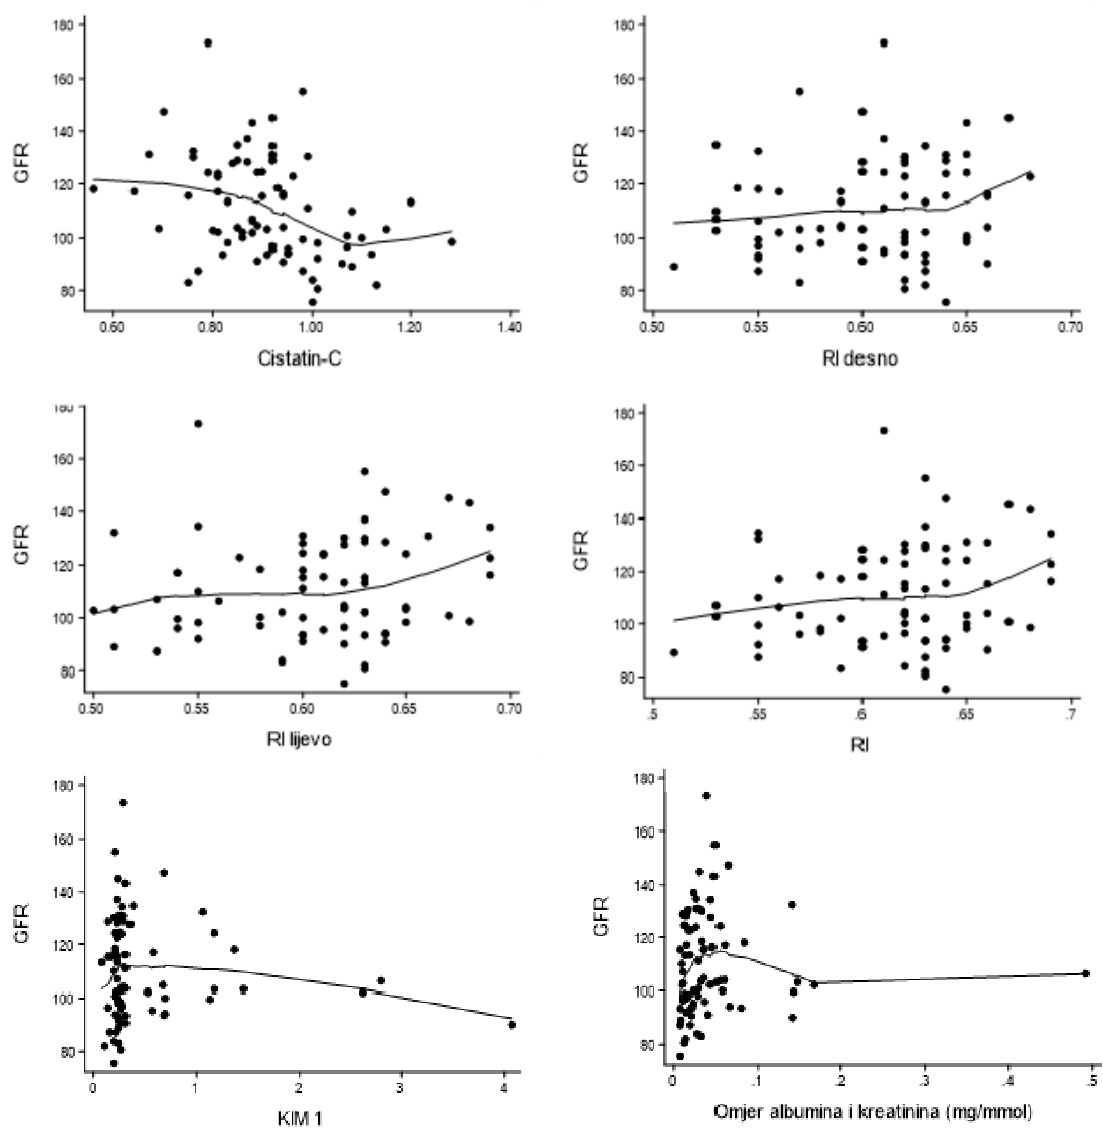 180
160
140
120
100
80
GFR
0.60 0.80 1.00 1.20 1.40
Cistatin-C
180
160
140
120
100
80
GFR
0.50 0.55 0.60 0.65 0.70
RI desno
180
160
140
120
100
80
GFR
0.50 0.55 0.60 0.65 0.70
RI lijevo
180
160
140
120
100
80
GFR
.5 .55 .6 .65 .7
RI
180
160
140
120
100
80
GFR
0 1 2 3 4
KIM 1
180
160
140
120
100
80
GFR
0 .1 .2 .3 .4 .5
Omjer albumina i kreatinina (mg/mmol)